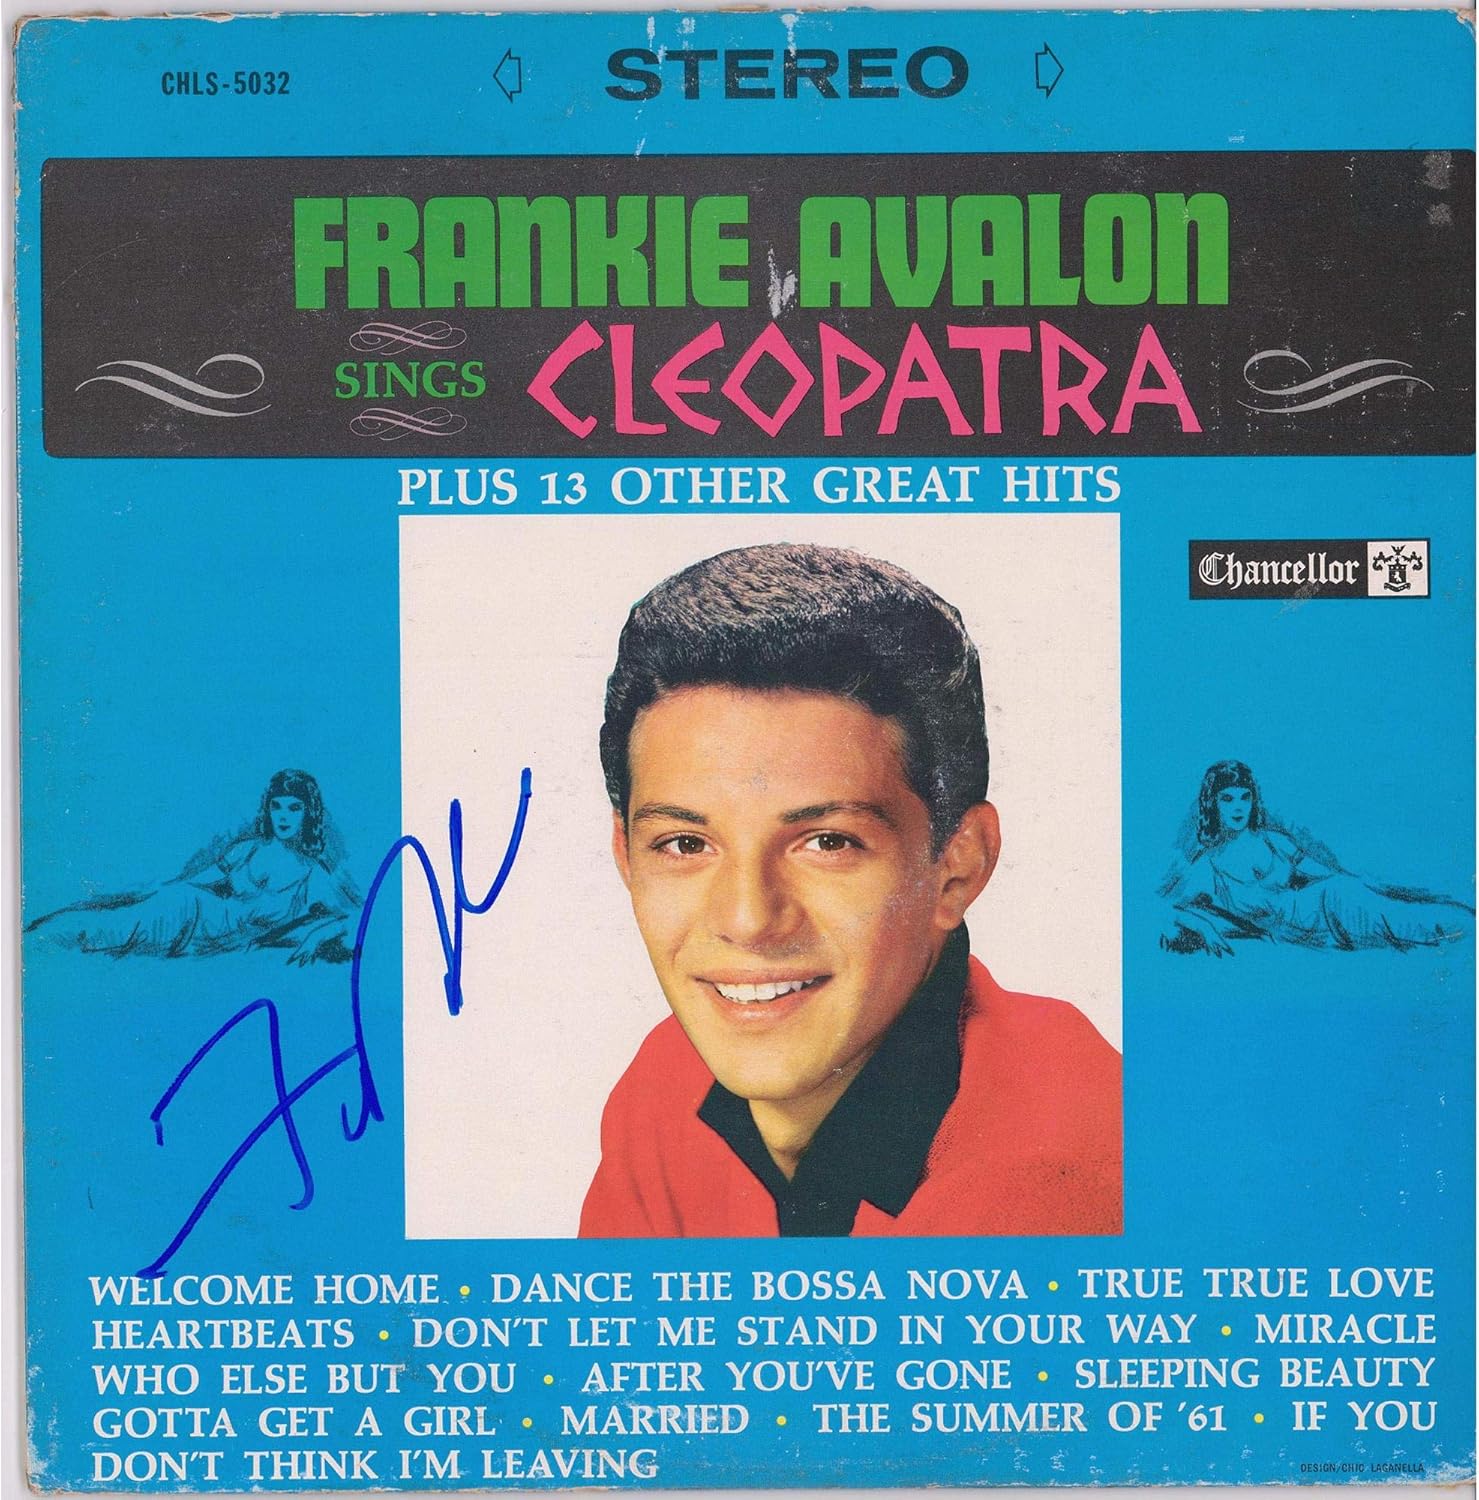 CHLS-5032
STEREO
FRANKIE AVALON
SINGS CLEOPATRA
PLUS 13 OTHER GREAT HITS
Chancellor
WELCOME HOME • DANCE THE BOSSA NOVA • TRUE TRUE LOVE
HEARTBEATS • DON'T LET ME STAND IN YOUR WAY • MIRACLE
WHO ELSE BUT YOU • AFTER YOU'VE GONE • SLEEPING BEAUTY
GOTTA GET A GIRL • MARRIED • THE SUMMER OF '61 • IF YOU
DON'T THINK I'M LEAVING
DESIGN/CHIC LAGANELLA